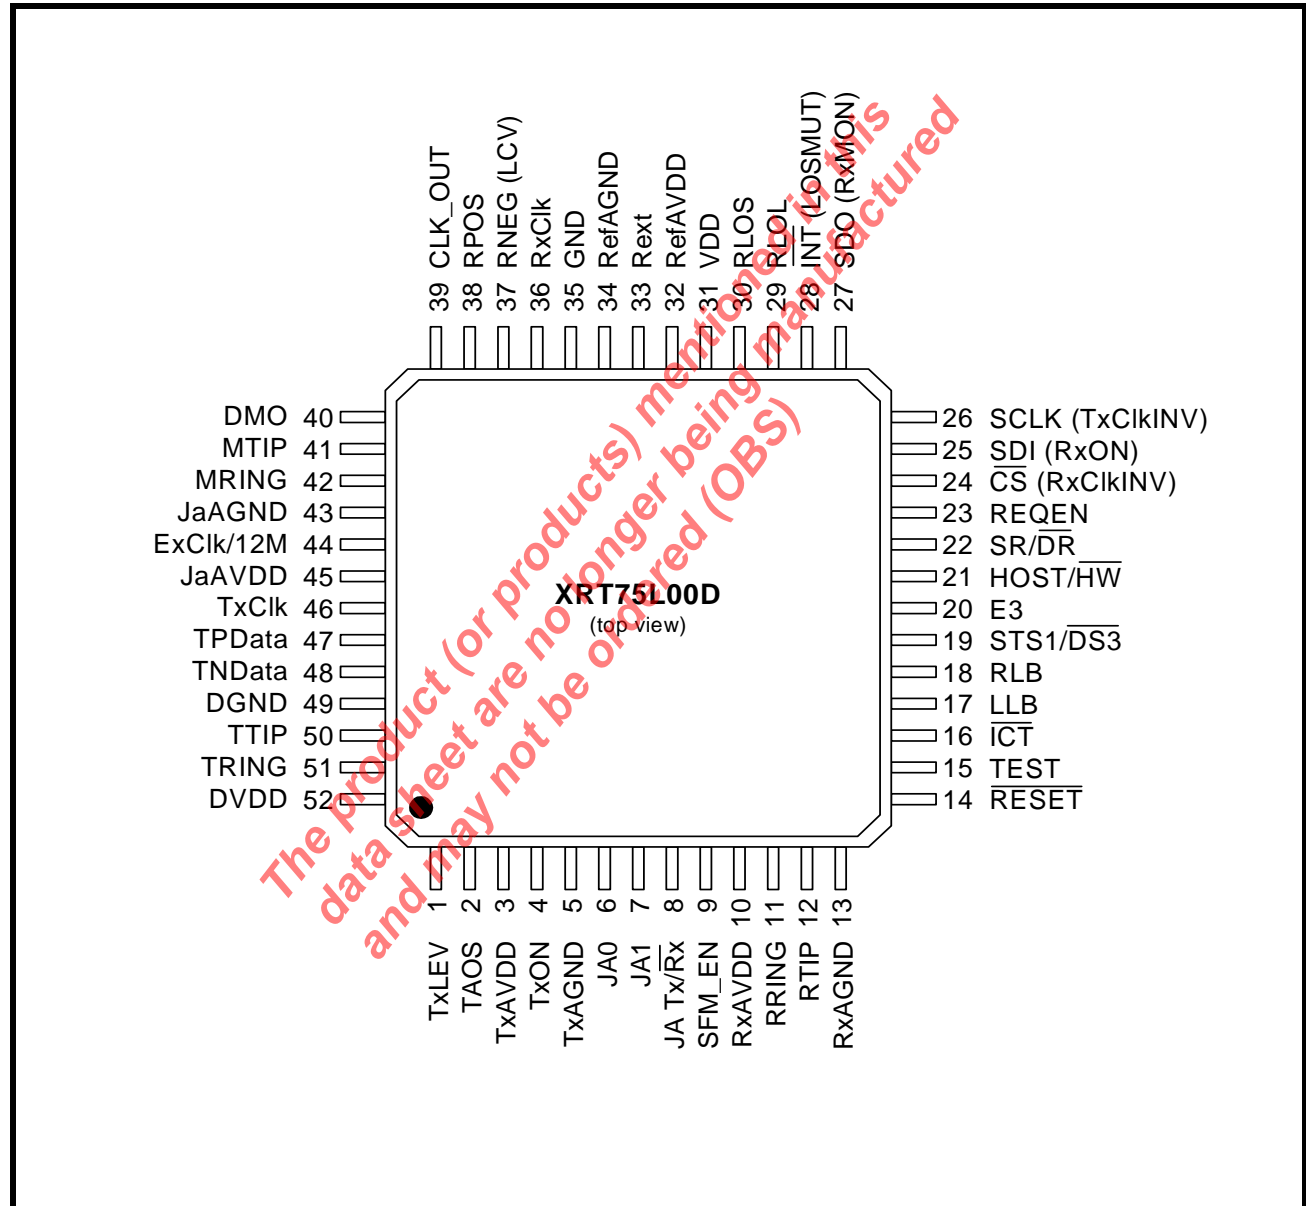 39 CLK_OUT
38 RPOS
37 RNEG (LCV)
36 RxClk
35 GND
34 RefAGND
33 Rext
32 RefAVDD
31 VDD
30 RLOS
29 RLOL
28 INT (LOSMUT)
27 SDO (RxMON)
DMO 40
MTIP 41
MRING 42
JaAGND 43
ExClk/12M 44
JaAVDD 45
TxClk 46
TPData 47
TNData 48
DGND 49
TTIP 50
TRING 51
DVDD 52
XRT75L00D
(top view)
26 SCLK (TxClkINV)
25 SDI (RxON)
24 CS (RxClkINV)
23 REQEN
22 SR/DR
21 HOST/HW
20 E3
19 STS1/DS3
18 RLB
17 LLB
16 ICT
15 TEST
14 RESET
TxLEV 1
TAOS 2
TxAVDD 3
TxON 4
TxAGND 5
JA0 6
JA1 7
JA Tx/Rx 8
SFM_EN 9
RxAVDD 10
RRING 11
RTIP 12
RxAGND 13
The product (or products) mentioned in this
data sheet are no longer being manufactured
and may not be ordered (OBS)